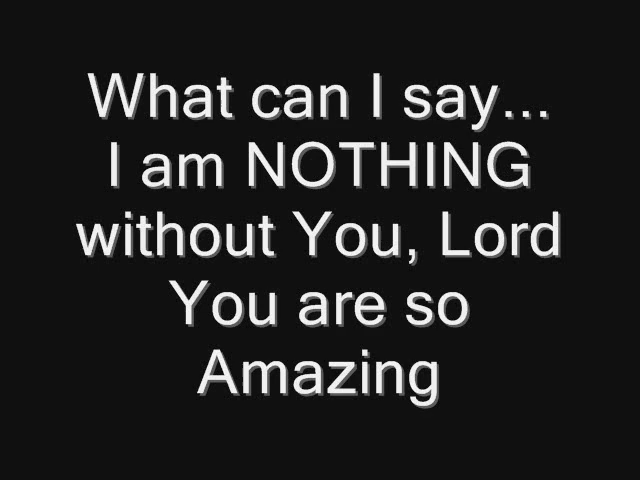 What can I say...
I am NOTHING
without You, Lord
You are so
Amazing